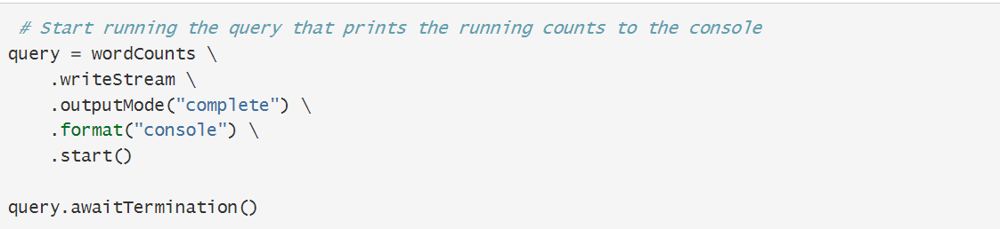 # Start running the query that prints the running counts to the console
query = wordCounts \
    .writeStream \
    .outputMode("complete") \
    .format("console") \
    .start()

query.awaitTermination()